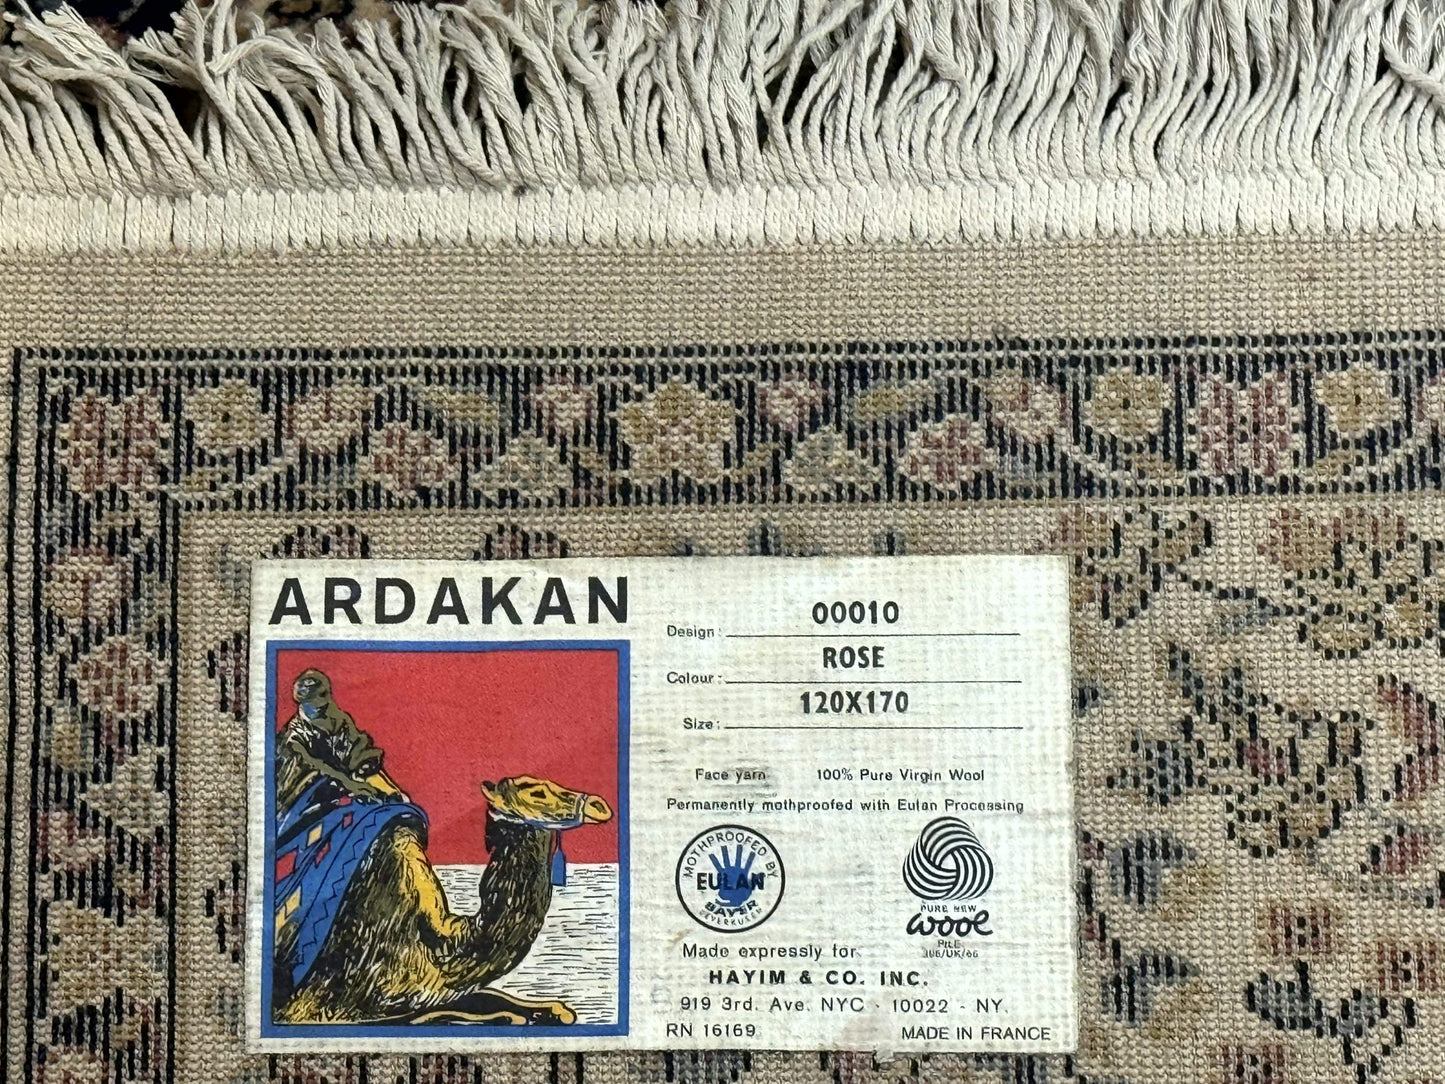 ARDAKAN
Design: 00010
Colour: ROSE
Size: 120X170
Face yarn 100% Pure Virgin Wool
Permanently mothproofed with Eulan Processing
MOTHPROOFED BY
EULAN
BAYER
LEVERKUSEN
PURE NEW
wool
PILE
Made expressly for
HAYIM & CO. INC.
919 3rd. Ave. NYC - 10022 - NY.
RN 16169
MADE IN FRANCE